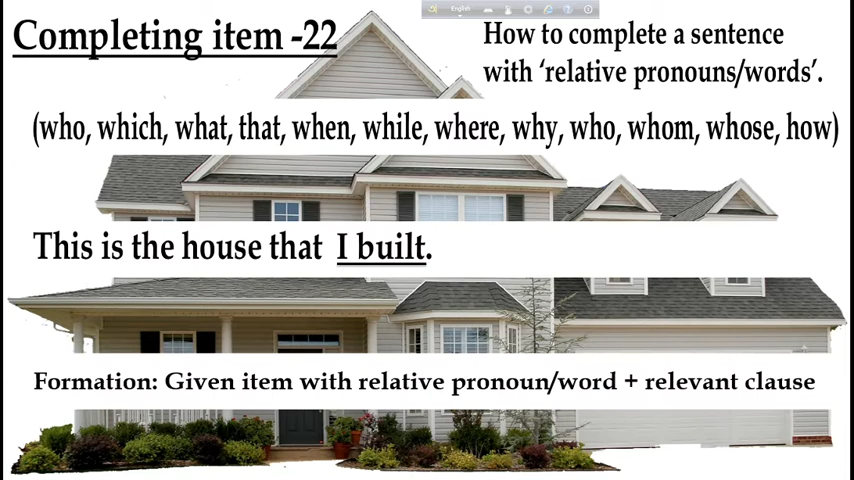 English
Completing item -22
How to complete a sentence
with ‘relative pronouns/words’.
(who, which, what, that, when, while, where, why, who, whom, whose, how)
This is the house that I built.
Formation: Given item with relative pronoun/word + relevant clause